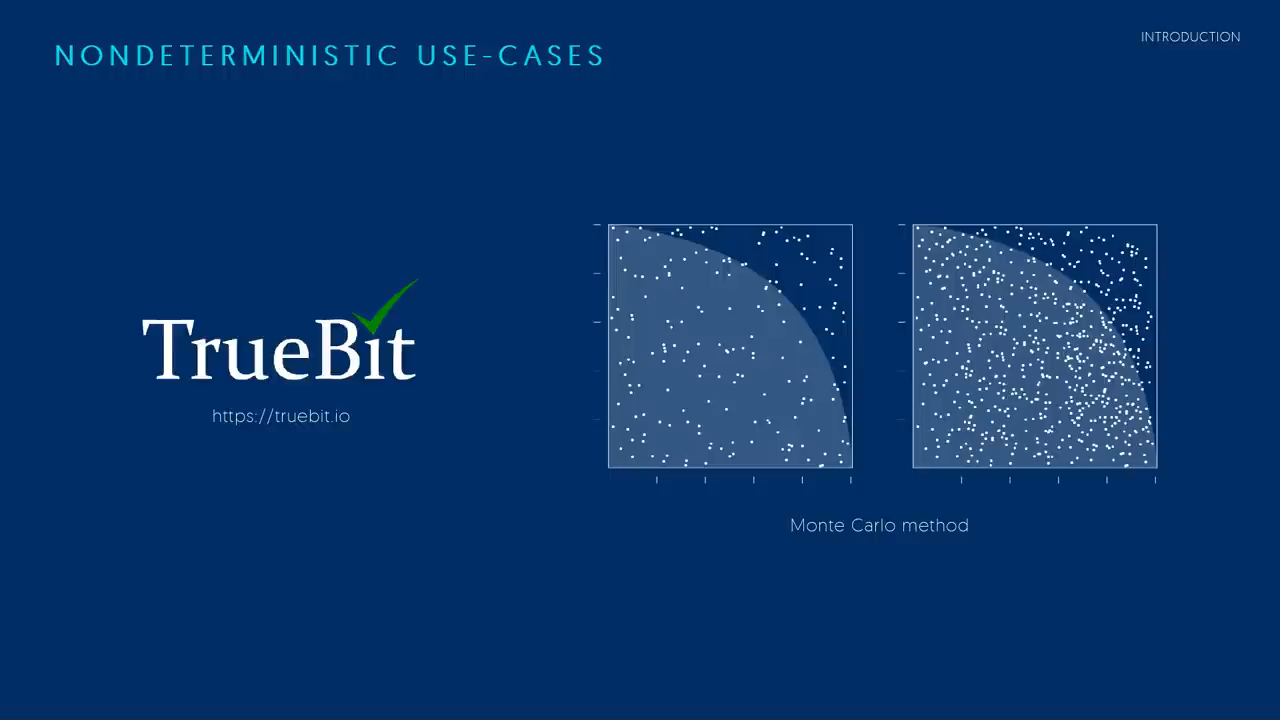 NONDETERMINISTIC USE-CASES
INTRODUCTION
TrueBit
https://truebit.io
Monte Carlo method